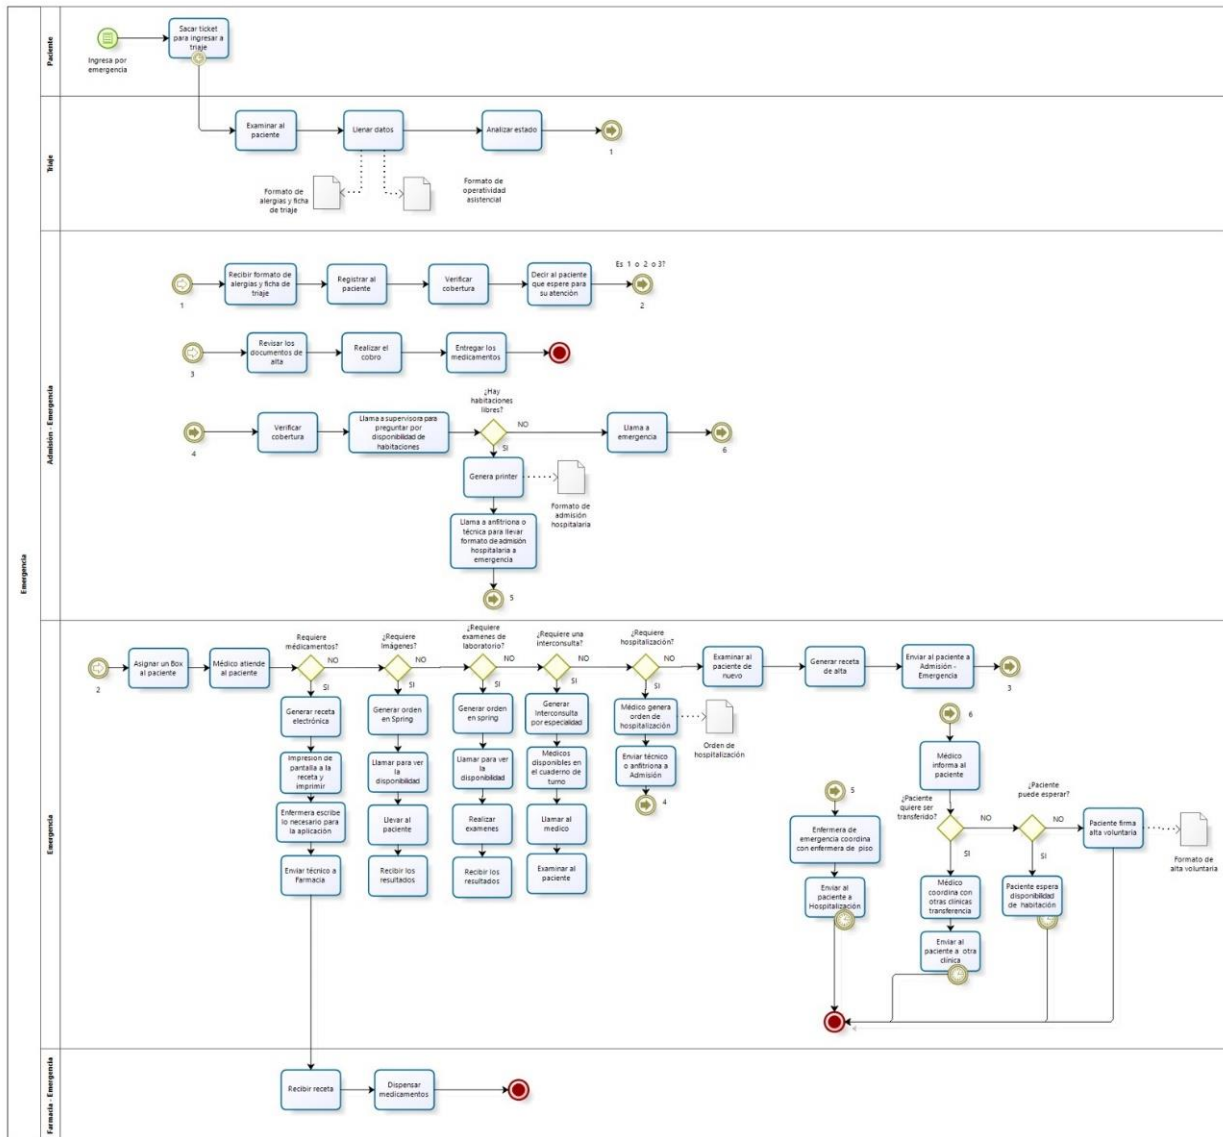 Emergencia
Paciente
Ingresa por
emergencia
Sacar ticket
para ingresar a
triaje
Triaje
Examinar al
paciente
Llenar datos
Analizar estado
1
Formato de
alergias y ficha
de triaje
Formato de
operatividad
asistencial
Admisión - Emergencia
1
Recibir formato de
alergias y ficha de
triaje
Registrar al
paciente
Verificar
cobertura
Decir al paciente
que espere para
su atención
Es 1 o 2 o 3?
2
3
Revisar los
documentos de
alta
Realizar el
cobro
Entregar los
medicamentos
4
Verificar
cobertura
Llama a supervisora para
preguntar por
disponibilidad de
habitaciones
¿Hay
habitaciones
libres?
NO
SI
Llama a
emergencia
6
Genera printer
Formato de
admisión
hospitalaria
Llama a anfitriona o
técnica para llevar
formato de admisión
hospitalaria a
emergencia
5
Emergencia
2
Asignar un Box
al paciente
Médico atiende
al paciente
Requiere
médicamentos?
NO
SI
¿Requiere
Imágenes?
NO
SI
¿Requiere
examenes de
laboratorio?
NO
SI
¿Requiere una
interconsulta?
NO
SI
¿Requiere
hospitalización?
NO
SI
Examinar al
paciente de
nuevo
Generar receta
de alta
Enviar al paciente a
Admisión -
Emergencia
3
Generar receta
electrónica
Impresion de
pantalla a la
receta y
imprimir
Enfermera escribe
lo necesario para
la aplicación
Enviar técnico a
Farmacia
Generar orden
en Spring
Llamar para ver
la
disponibilidad
Llevar al
paciente
Recibir los
resultados
Generar orden
en spring
Llamar para ver
la
disponibilidad
Realizar
examenes
Recibir los
resultados
Generar
Interconsulta
por especialidad
Medicos
disponibles en
el cuaderno de
turno
Llamar al
medico
Examinar al
paciente
Médico genera
orden de
hospitalización
Orden de
hospitalización
Enviar técnico
o anfitriona a
Admisión
4
5
Enfermera de
emergencia coordina
con enfermera de piso
Enviar al
paciente a
Hospitalización
6
Médico
informa al
paciente
¿Paciente
quiere ser
transferido?
NO
SI
¿Paciente
puede esperar?
NO
SI
Paciente firma
alta voluntaria
Formato de
alta voluntaria
Médico
coordina con
otras clínicas
transferencia
Enviar al
paciente a otra
clínica
Paciente espera
disponibilidad
de habitación
Farmacia - Emergencia
Recibir receta
Dispensar
medicamentos